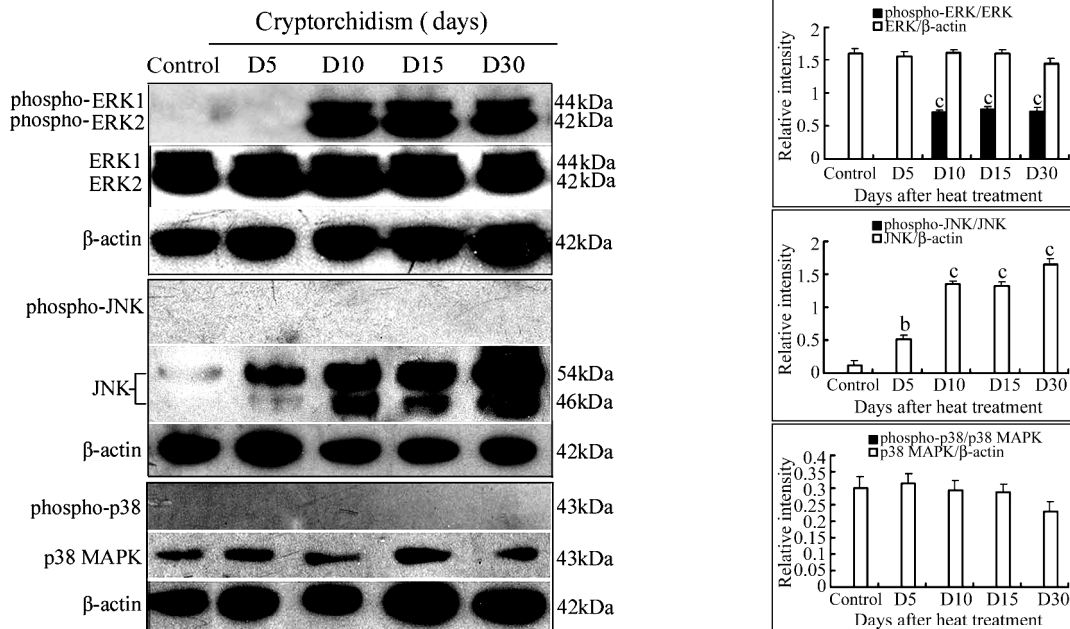 Cryptorchidism ( days)
Control D5 D10 D15 D30
phospho-ERK1 44kDa
phospho-ERK2 42kDa
ERK1 44kDa
ERK2 42kDa
β-actin 42kDa
phospho-JNK
JNK 54kDa
46kDa
β-actin 42kDa
phospho-p38 43kDa
p38 MAPK 43kDa
β-actin 42kDa
phospho-ERK/ERK
ERK/β-actin
Relative intensity
2
1.5
1
0.5
0
c c c
Control D5 D10 D15 D30
Days after heat treatment
phospho-JNK/JNK
JNK/β-actin
Relative intensity
2
1.5
1
0.5
0
b c c c
Control D5 D10 D15 D30
Days after heat treatment
phospho-p38/p38 MAPK
p38 MAPK/β-actin
Relative intensity
0.4
0.35
0.3
0.25
0.2
0.15
0.1
0.05
0
Control D5 D10 D15 D30
Days after heat treatment